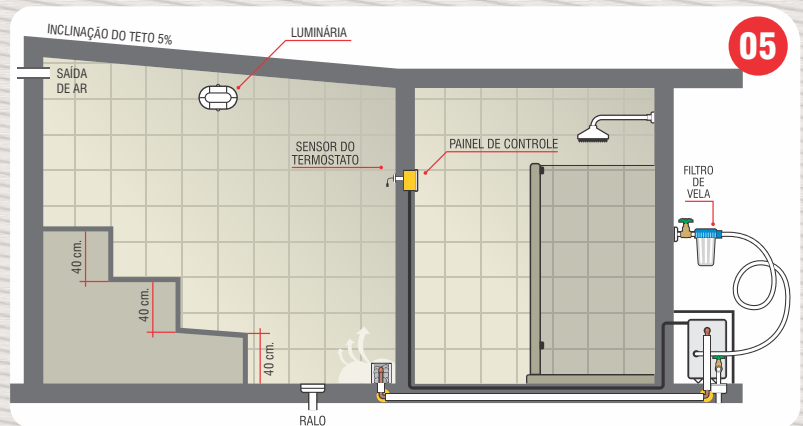 INCLINAÇÃO DO TETO 5%
LUMINÁRIA
05
SAÍDA
DE AR
SENSOR DO
TERMOSTATO
PAINEL DE CONTROLE
FILTRO
DE
VELA
40 cm.
40 cm.
40 cm.
RALO